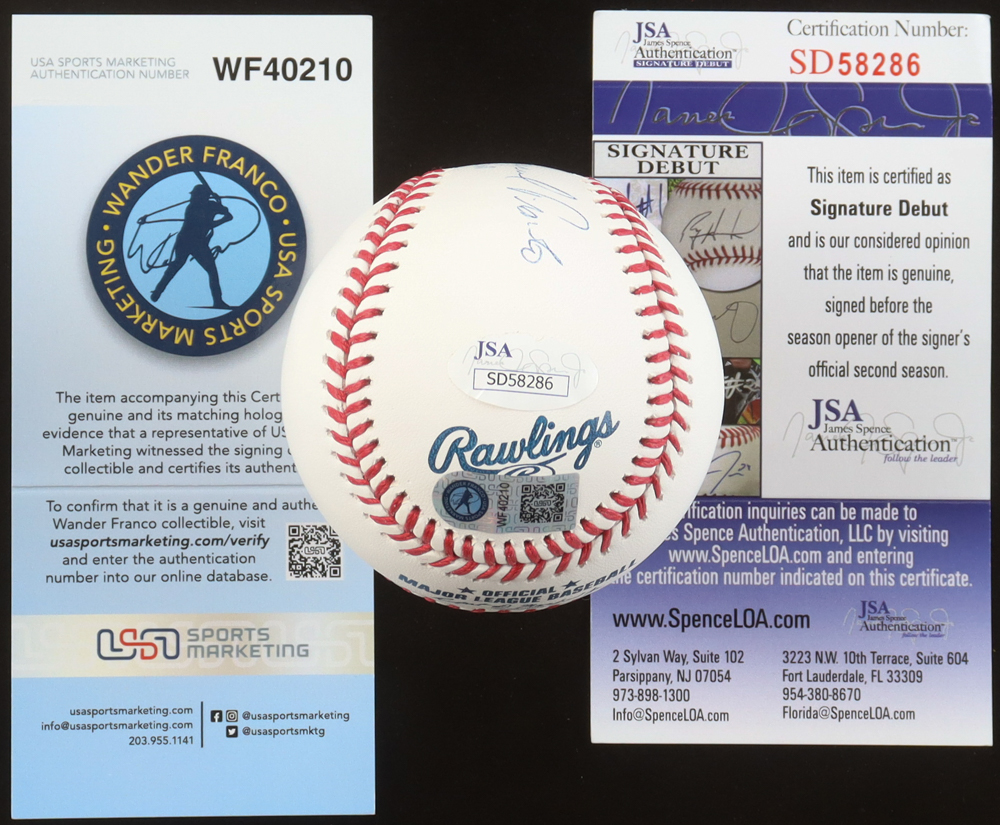 USA SPORTS MARKETING
AUTHENTICATION NUMBER
WF40210
WANDER FRANCO • USA SPORTS MARKETING •
The item accompanying this Cert
genuine and its matching holog
evidence that a representative of US
Marketing witnessed the signing
collectible and certifies its authent
To confirm that it is a genuine and authe
Wander Franco collectible, visit
usasportsmarketing.com/verify
and enter the authentication
number into our online database.
USA SPORTS
MARKETING
usasportsmarketing.com
info@usasportsmarketing.com
203.955.1141
@usasportsmarketing
@usasportsmktg
JSA
SD58286
Rawlings®
WF40210
OFFICIAL
MAJOR LEAGUE BASEBALL
JSA
James Spence
Authentication
SIGNATURE DEBUT
Certification Number:
SD58286
SIGNATURE
DEBUT
This item is certified as
Signature Debut
and is our considered opinion
that the item is genuine,
signed before the
season opener of the signer's
official second season.
JSA
James Spence
Authentication
follow the leader
ification inquiries can be made to
s Spence Authentication, LLC by visiting
www.SpenceLOA.com and entering
e certification number indicated on this certificate.
www.SpenceLOA.com
JSA
James Spence
Authentication
follow the leader
2 Sylvan Way, Suite 102
Parsippany, NJ 07054
973-898-1300
Info@SpenceLOA.com
3223 N.W. 10th Terrace, Suite 604
Fort Lauderdale, FL 33309
954-380-8670
Florida@SpenceLOA.com